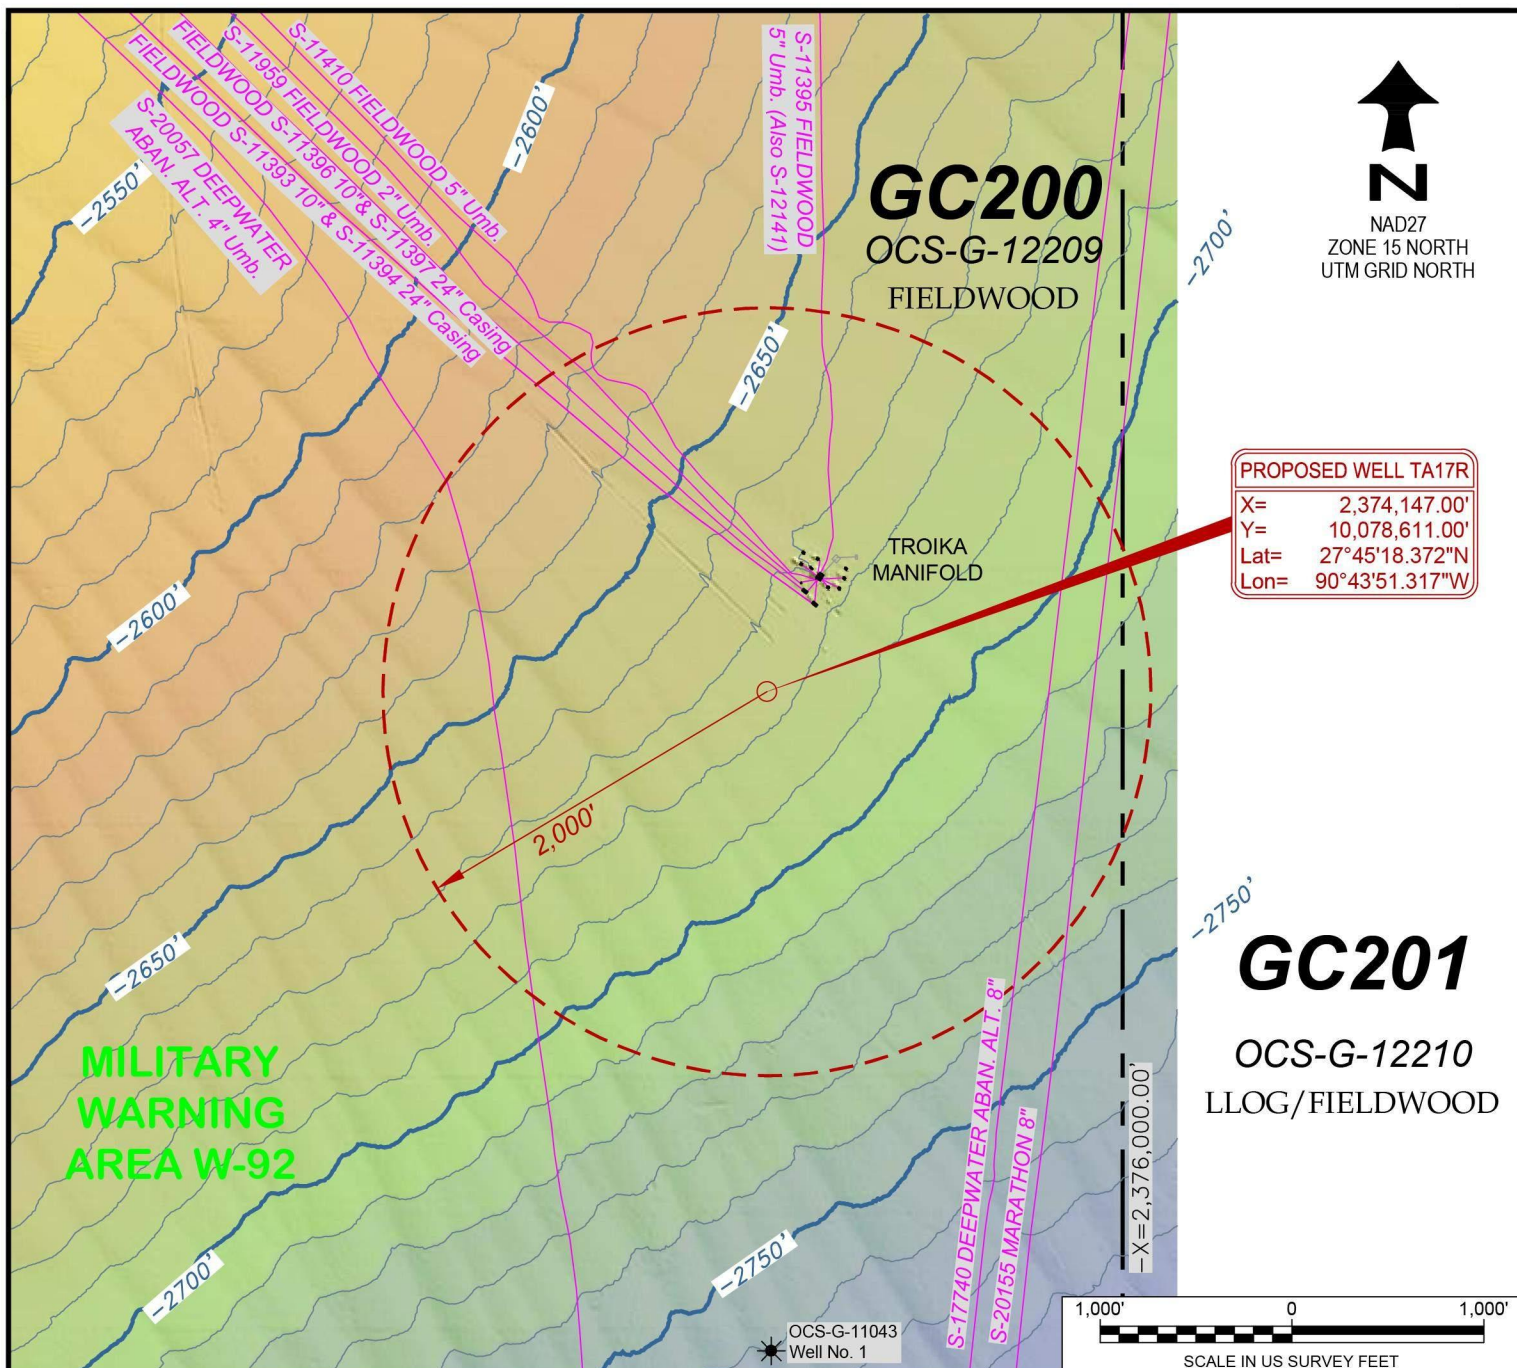 S-11410 FIELDWOOD 5" Umb.
S-11959 FIELDWOOD 2" Umb.
FIELDWOOD S-11396 10"& S-11397 24" Casing
FIELDWOOD S-11393 10"& S-11394 24" Casing
S-20057 DEEPWATER
ABAN. ALT. 4" Umb.
S-11395 FIELDWOOD
5" Umb. (Also S-12141)
-2550'
-2600'
-2650'
GC200
OCS-G-12209
FIELDWOOD
N
NAD27
ZONE 15 NORTH
UTM GRID NORTH
-2700'
PROPOSED WELL TA17R
X= 2,374,147.00'
Y= 10,078,611.00'
Lat= 27°45'18.372"N
Lon= 90°43'51.317"W
TROIKA
MANIFOLD
-2600'
2,000'
-2650'
-2750'
GC201
OCS-G-12210
LLOG/FIELDWOOD
MILITARY
WARNING
AREA W-92
-2700'
-2750'
S-17740 DEEPWATER ABAN. ALT. 8"
S-20155 MARATHON 8"
X=2,376,000.00'
OCS-G-11043
Well No. 1
1,000' 0 1,000'
SCALE IN US SURVEY FEET